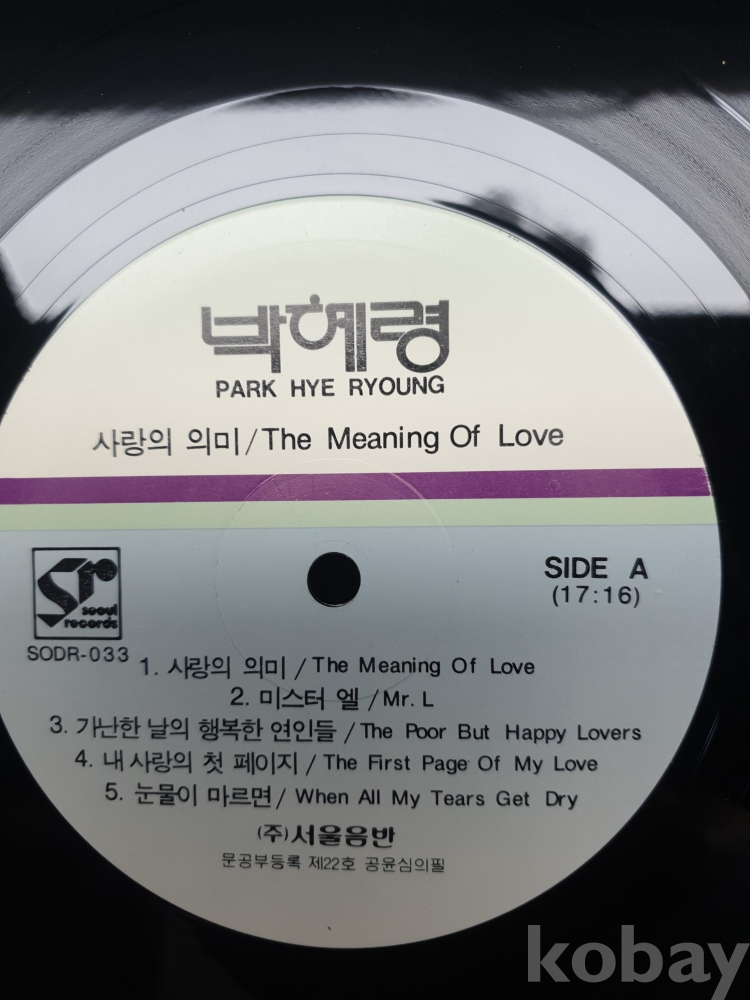 박혜령
PARK HYE RYOUNG
사랑의 의미/The Meaning Of Love
sr
seoul
records
SODR-033
SIDE A
(17:16)
1. 사랑의 의미/The Meaning Of Love
2. 미스터 엘/Mr. L
3. 가난한 날의 행복한 연인들/The Poor But Happy Lovers
4. 내 사랑의 첫 페이지/The First Page Of My Love
5. 눈물이 마르면/When All My Tears Get Dry
(주)서울음반
문공부등록 제22호 공윤심의필
kobay